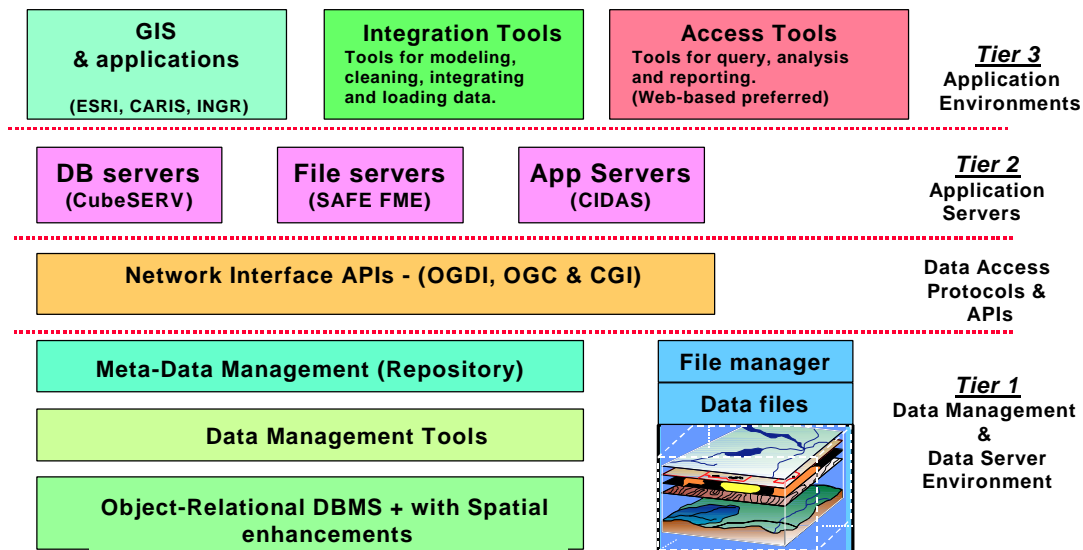 GIS
& applications
(ESRI, CARIS, INGR)
Integration Tools
Tools for modeling,
cleaning, integrating
and loading data.
Access Tools
Tools for query, analysis
and reporting.
(Web-based preferred)
Tier 3
Application
Environments
DB servers
(CubeSERV)
File servers
(SAFE FME)
App Servers
(CIDAS)
Tier 2
Application
Servers
Network Interface APIs - (OGDI, OGC & CGI)
Data Access
Protocols &
APIs
Meta-Data Management (Repository)
Data Management Tools
Object-Relational DBMS + with Spatial
enhancements
File manager
Data files
Tier 1
Data Management
&
Data Server
Environment